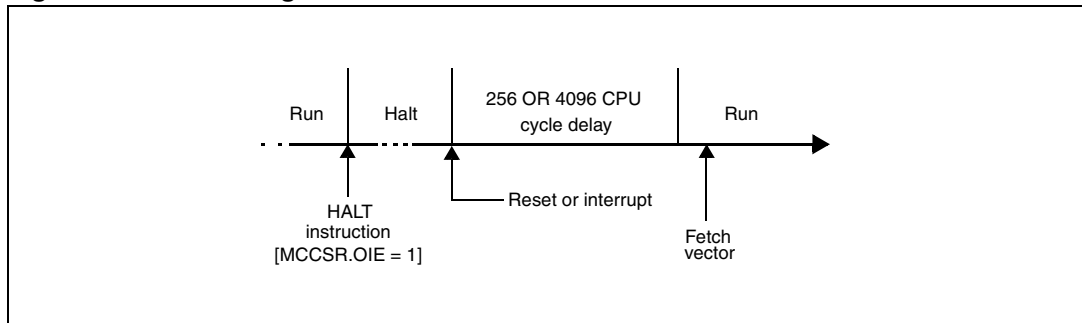 Run
Halt
256 OR 4096 CPU
cycle delay
Run
Reset or interrupt
HALT
instruction
[MCCSR.OIE = 1]
Fetch
vector